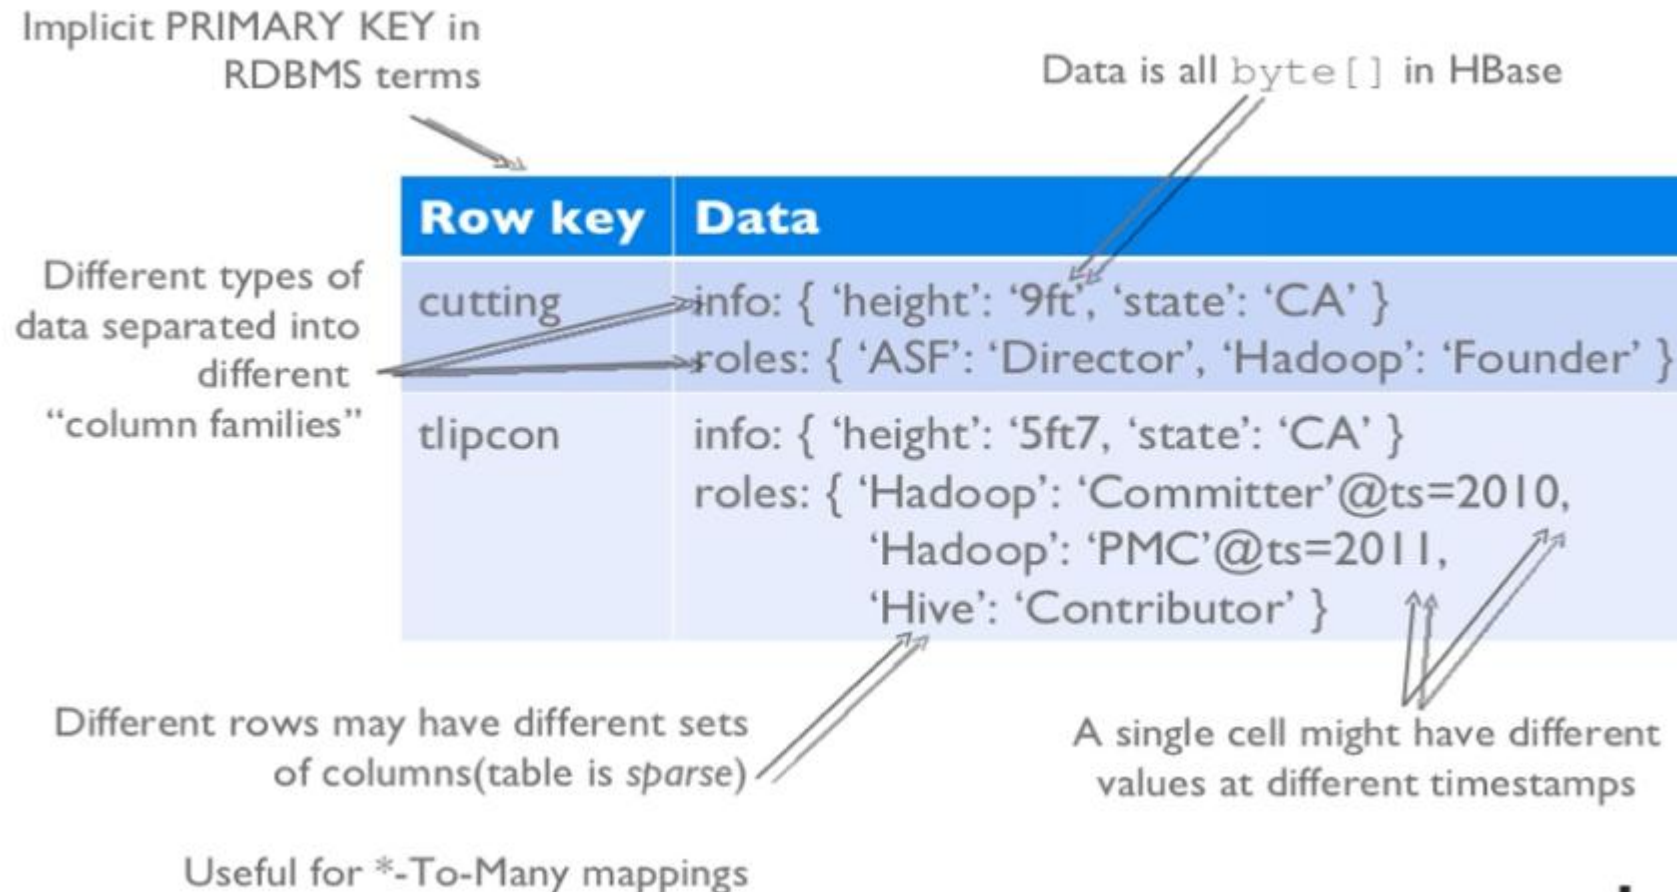 Implicit PRIMARY KEY in
RDBMS terms
Data is all byte[] in HBase
Row key Data
Different types of
data separated into
different
“column families”
cutting info: { ‘height’: ‘9ft’, ‘state’: ‘CA’ }
roles: { ‘ASF’: ‘Director’, ‘Hadoop’: ‘Founder’ }
tlipcon info: { ‘height’: ‘5ft7, ‘state’: ‘CA’ }
roles: { ‘Hadoop’: ‘Committer’@ts=2010,
‘Hadoop’: ‘PMC’@ts=2011,
‘Hive’: ‘Contributor’ }
Different rows may have different sets
of columns(table is sparse)
A single cell might have different
values at different timestamps
Useful for *-To-Many mappings